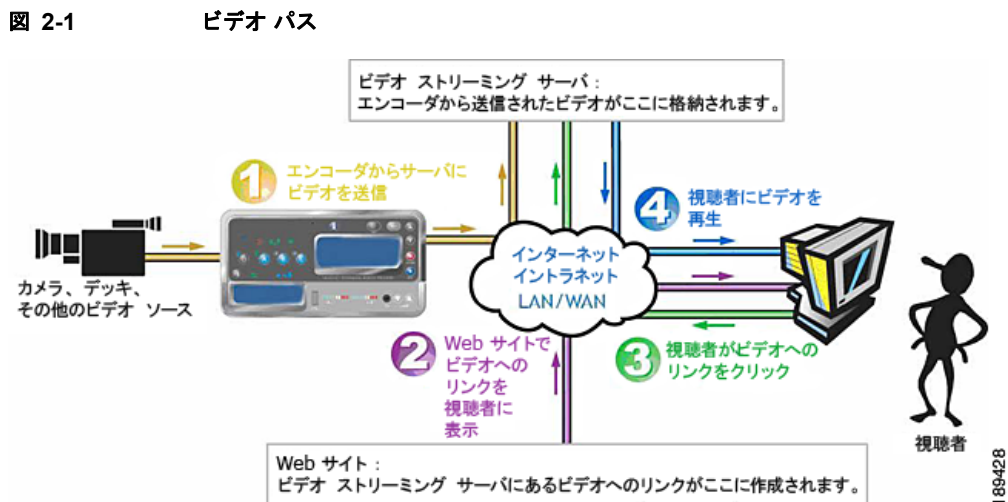 図 2-1 ビデオ パス
ビデオ ストリーミング サーバ：
エンコーダから送信されたビデオがここに格納されます。
1
エンコーダからサーバに
ビデオを送信
4
視聴者にビデオを
再生
1
カメラ、デッキ、
その他のビデオ ソース
インターネット
イントラネット
LAN/WAN
2
Web サイトで
ビデオへの
リンクを
視聴者に
表示
3
視聴者がビデオへの
リンクをクリック
視聴者
Web サイト：
ビデオ ストリーミング サーバにあるビデオへのリンクがここに作成されます。
189428